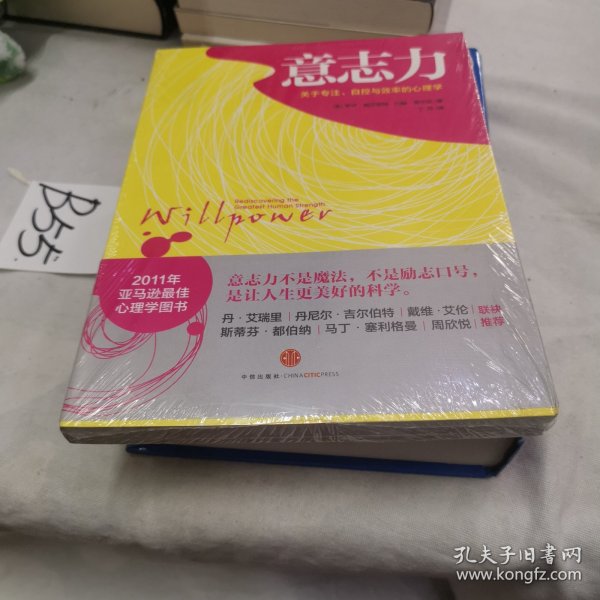 意志力
关于专注、自控与效率的心理学
Rediscovering the
Greatest Human Strength
Willpower
B55
2011年
亚马逊最佳
心理学图书
意志力不是魔法，不是励志口号，
是让人生更美好的科学。
丹·艾瑞里｜丹尼尔·吉尔伯特｜戴维·艾伦｜联袂
斯蒂芬·都伯纳｜马丁·塞利格曼｜周欣悦｜推荐
中信出版社·CHINACITICPRESS
孔夫子旧书网
www.kongfz.com